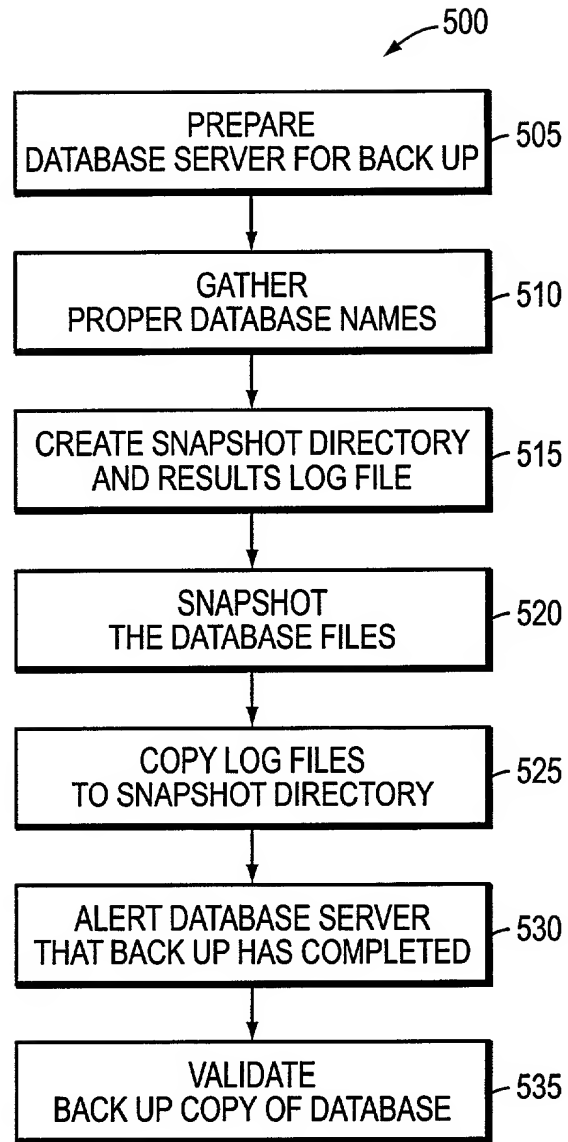 500
PREPARE
DATABASE SERVER FOR BACK UP
505
GATHER
PROPER DATABASE NAMES
510
CREATE SNAPSHOT DIRECTORY
AND RESULTS LOG FILE
515
SNAPSHOT
THE DATABASE FILES
520
COPY LOG FILES
TO SNAPSHOT DIRECTORY
525
ALERT DATABASE SERVER
THAT BACK UP HAS COMPLETED
530
VALIDATE
BACK UP COPY OF DATABASE
535